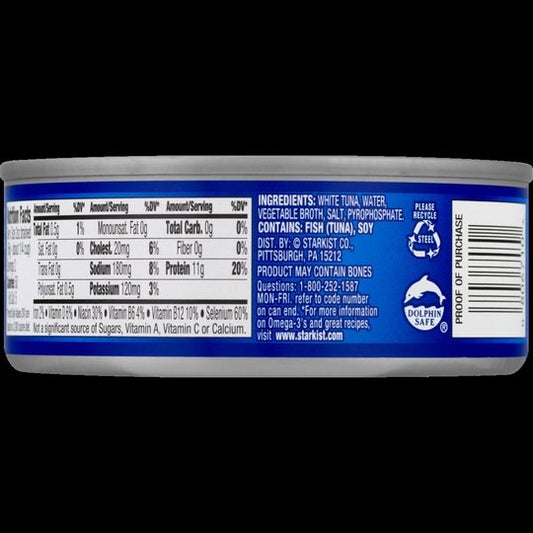 Nutrition Facts
Amount/Serving %DV* Amount/Serving %DV* Amount/Serving %DV*
Total Fat 0.5g 1% Monounsat. Fat 0g Total Carb. 0g 0%
Sat. Fat 0g 0% Cholest. 20mg 6% Fiber 0g 0%
Trans Fat 0g Sodium 180mg 8% Protein 11g 20%
Polyunsat. Fat 0.5g Potassium 120mg 3%
Iron 2% • Vitamin D 6% • Niacin 30% • Vitamin B6 4% • Vitamin B12 10% • Selenium 60%
Not a significant source of Sugars, Vitamin A, Vitamin C or Calcium.
INGREDIENTS: WHITE TUNA, WATER,
VEGETABLE BROTH, SALT, PYROPHOSPHATE.
CONTAINS: FISH (TUNA), SOY
DIST. BY: © STARKIST CO.,
PITTSBURGH, PA 15212
PRODUCT MAY CONTAIN BONES
Questions: 1-800-252-1587
MON-FRI. refer to code number
on can end. *For more information
on Omega-3's and great recipes,
visit www.starkist.com
PLEASE
RECYCLE
STEEL
DOLPHIN
SAFE
®
PROOF OF PURCHASE